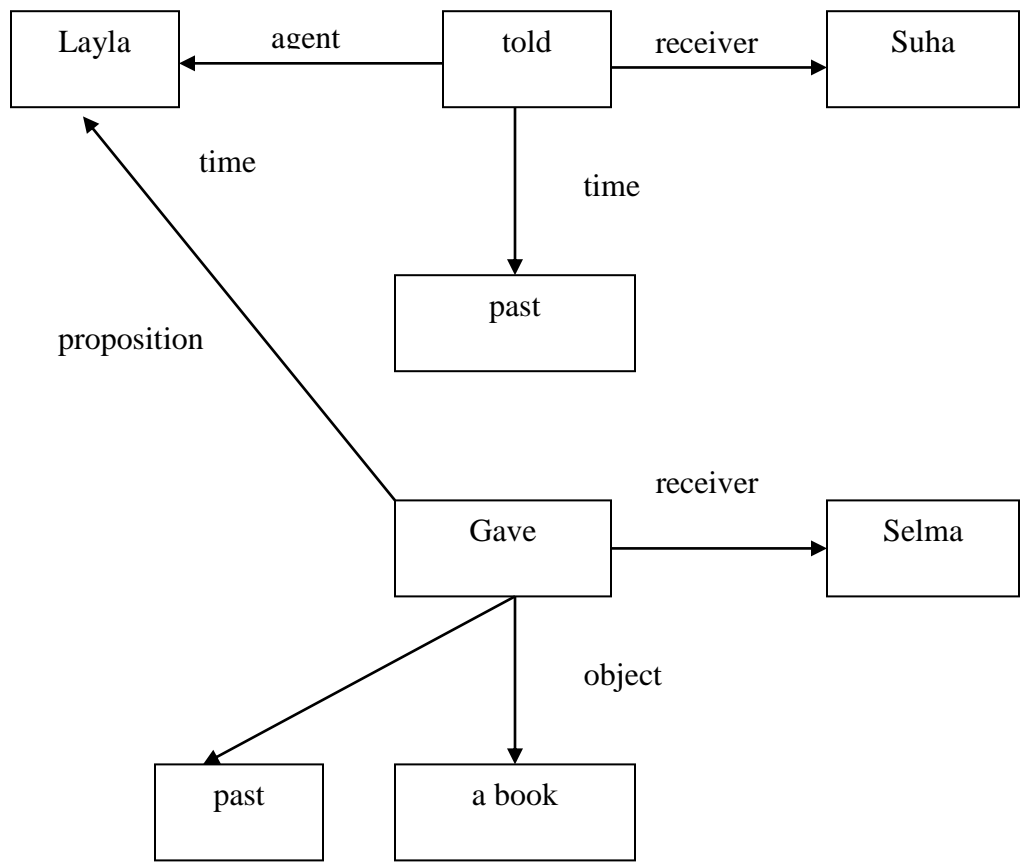 Layla
agent
told
receiver
Suha
time
time
past
proposition
receiver
Gave
Selma
object
past
a book